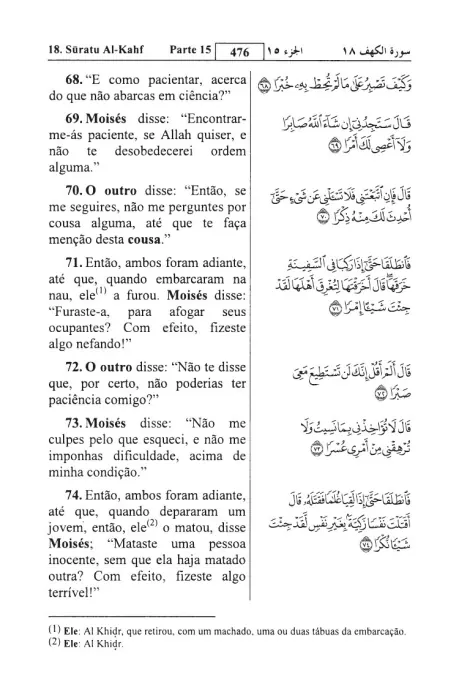 18. Sūratu Al-Kahf Parte 15 476 الجزء ١٥ سورة الكهف ١٨
68. “E como pacientar, acerca
do que não abarcas em ciência?”
69. Moisés disse: “Encontrar-
me-ás paciente, se Allah quiser, e
não te desobedecerei ordem
alguma.”
70. O outro disse: “Então, se
me seguires, não me perguntes por
cousa alguma, até que te faça
menção desta cousa.”
71. Então, ambos foram adiante,
até que, quando embarcaram na
nau, ele(1) a furou. Moisés disse:
“Furaste-a, para afogar seus
ocupantes? Com efeito, fizeste
algo nefando!”
72. O outro disse: “Não te disse
que, por certo, não poderias ter
paciência comigo?”
73. Moisés disse: “Não me
culpes pelo que esqueci, e não me
imponhas dificuldade, acima de
minha condição.”
74. Então, ambos foram adiante,
até que, quando depararam um
jovem, então, ele(2) o matou, disse
Moisés; “Mataste uma pessoa
inocente, sem que ela haja matado
outra? Com efeito, fizeste algo
terrível!”
وَكَيْفَ تَصْبِرُ عَلَىٰ مَا لَمْ تُحِطْ بِهِۦ خُبْرًا ٦٨
قَالَ سَتَجِدُنِىٓ إِن شَآءَ ٱللَّهُ صَابِرًا
وَلَآ أَعْصِى لَكَ أَمْرًا ٦٩
قَالَ فَإِنِ ٱتَّبَعْتَنِى فَلَا تَسْـَٔلْنِى عَن شَىْءٍ حَتَّىٰٓ
أُحْدِثَ لَكَ مِنْهُ ذِكْرًا ٧٠
فَٱنطَلَقَا حَتَّىٰٓ إِذَا رَكِبَا فِى ٱلسَّفِينَةِ
خَرَقَهَا قَالَ أَخَرَقْتَهَا لِتُغْرِقَ أَهْلَهَا لَقَدْ
جِئْتَ شَيْـًٔا إِمْرًا ٧١
قَالَ أَلَمْ أَقُلْ إِنَّكَ لَن تَسْتَطِيعَ مَعِىَ
صَبْرًا ٧٢
قَالَ لَا تُؤَاخِذْنِى بِمَا نَسِيتُ وَلَا
تُرْهِقْنِى مِنْ أَمْرِى عُسْرًا ٧٣
فَٱنطَلَقَا حَتَّىٰٓ إِذَا لَقِيَا غُلَـٰمًا فَقَتَلَهُۥ قَالَ
أَقَتَلْتَ نَفْسًا زَكِيَّةًۢ بِغَيْرِ نَفْسٍ لَّقَدْ جِئْتَ
شَيْـًٔا نُّكْرًا ٧٤
(1) Ele: Al Khiḍr, que retirou, com um machado, uma ou duas tábuas da embarcação.
(2) Ele: Al Khiḍr.